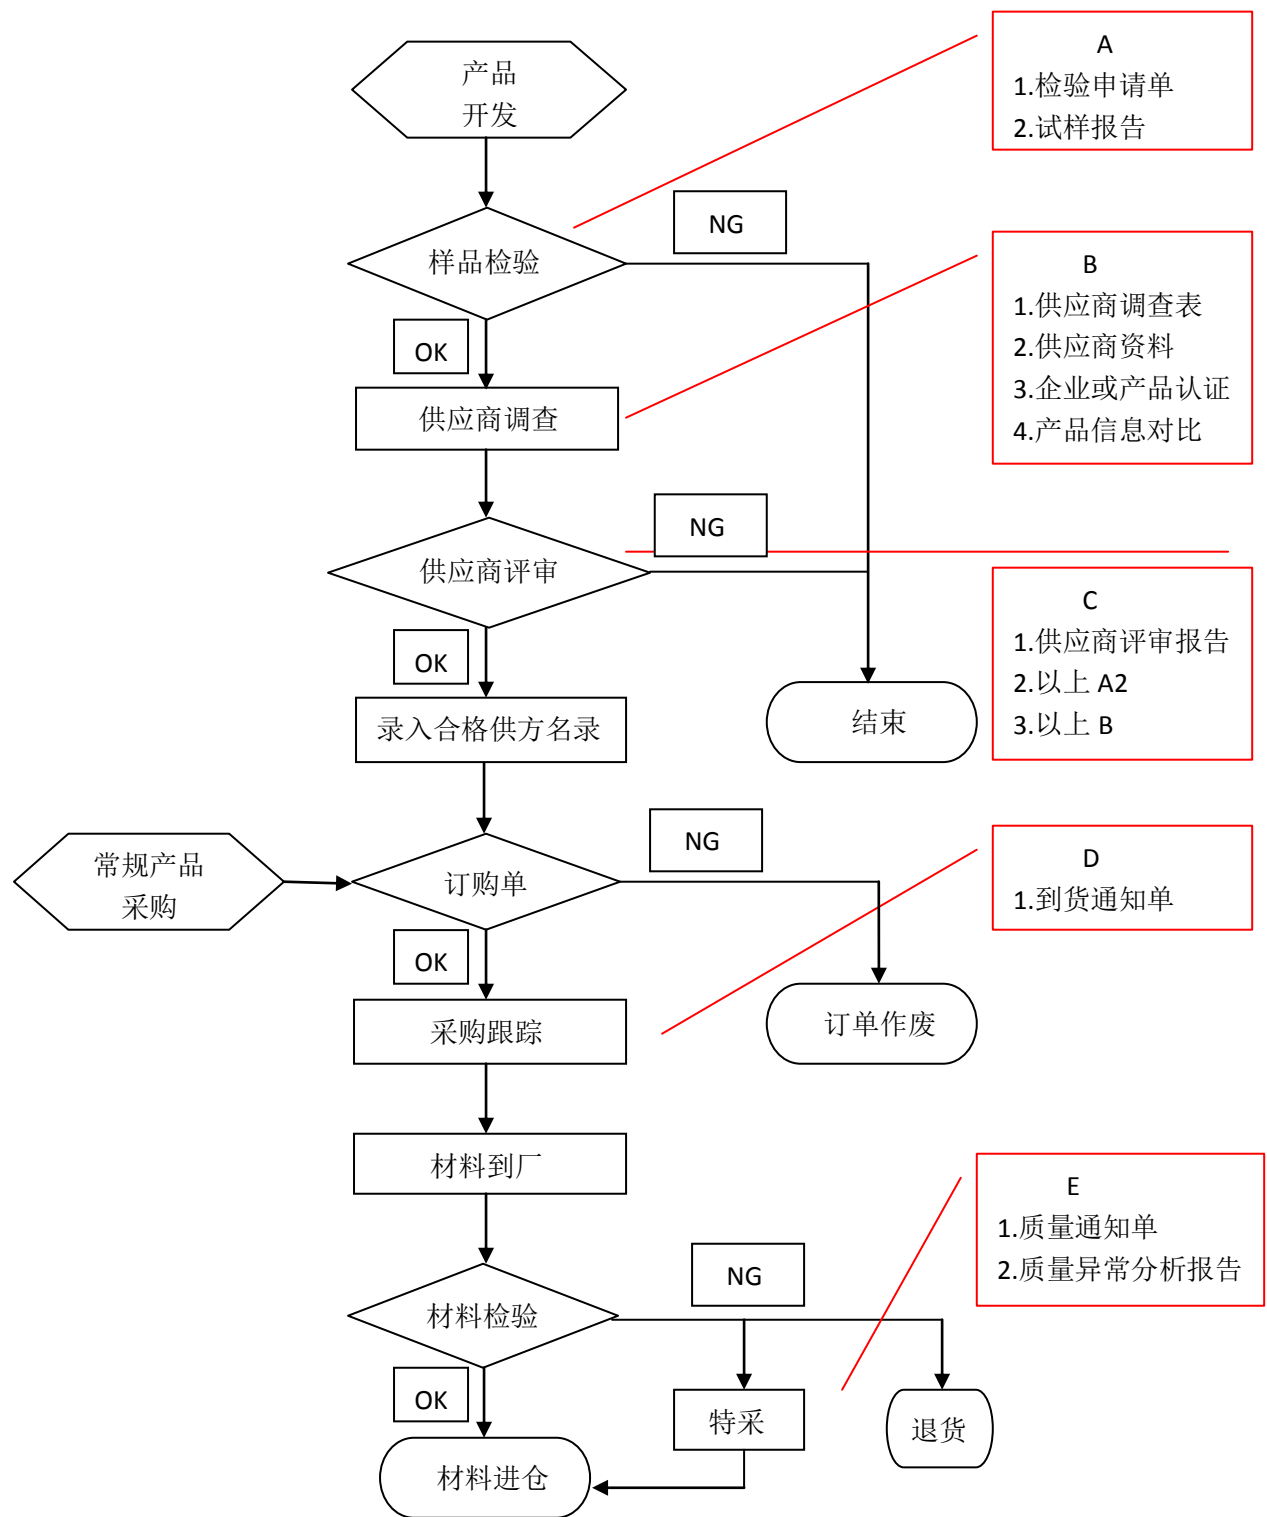 产品
开发
A
1.检验申请单
2.试样报告
NG
样品检验
OK
供应商调查
B
1.供应商调查表
2.供应商资料
3.企业或产品认证
4.产品信息对比
NG
供应商评审
OK
录入合格供方名录
结束
C
1.供应商评审报告
2.以上 A2
3.以上 B
常规产品
采购
订购单
NG
OK
D
1.到货通知单
采购跟踪
订单作废
材料到厂
E
1.质量通知单
2.质量异常分析报告
NG
材料检验
OK
特采
退货
材料进仓